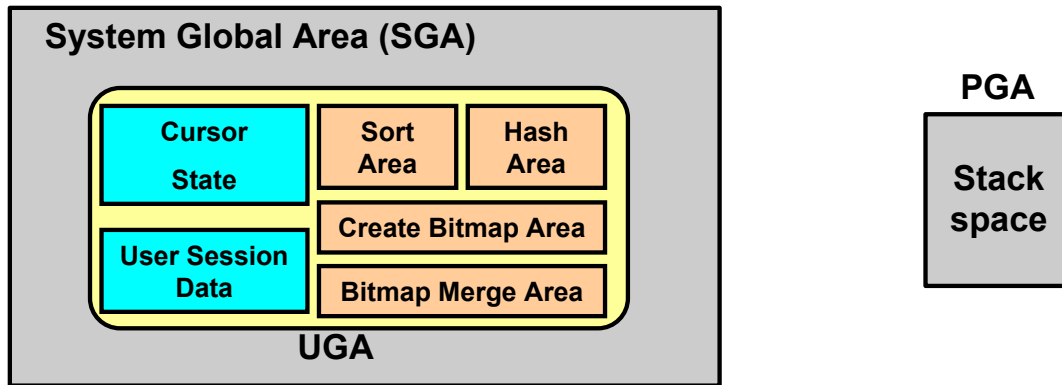 System Global Area (SGA)
Cursor
State
Sort
Area
Hash
Area
Create Bitmap Area
User Session
Data
Bitmap Merge Area
UGA
PGA
Stack
space